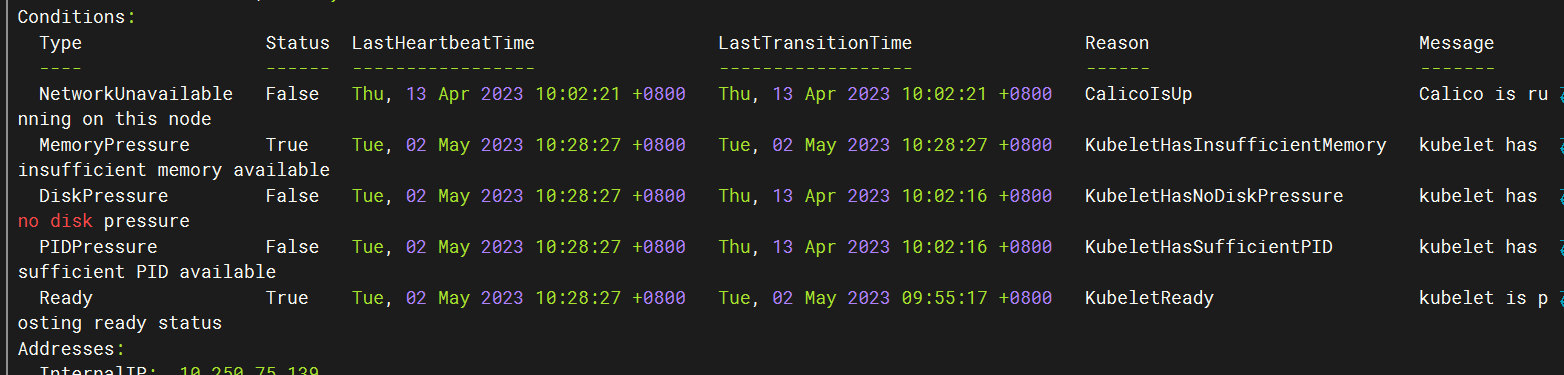 Conditions:
  Type                 Status  LastHeartbeatTime                 LastTransitionTime                Reason                         Message
  ----                 ------  -----------------                 ------------------                ------                         -------
  NetworkUnavailable   False   Thu, 13 Apr 2023 10:02:21 +0800   Thu, 13 Apr 2023 10:02:21 +0800   CalicoIsUp                     Calico is ru
nning on this node
  MemoryPressure       True    Tue, 02 May 2023 10:28:27 +0800   Tue, 02 May 2023 10:28:27 +0800   KubeletHasInsufficientMemory   kubelet has
insufficient memory available
  DiskPressure         False   Tue, 02 May 2023 10:28:27 +0800   Thu, 13 Apr 2023 10:02:16 +0800   KubeletHasNoDiskPressure       kubelet has
no disk pressure
  PIDPressure          False   Tue, 02 May 2023 10:28:27 +0800   Thu, 13 Apr 2023 10:02:16 +0800   KubeletHasSufficientPID        kubelet has
sufficient PID available
  Ready                True    Tue, 02 May 2023 10:28:27 +0800   Tue, 02 May 2023 09:55:17 +0800   KubeletReady                   kubelet is p
osting ready status
Addresses:
  InternalIP:  10.250.75.139